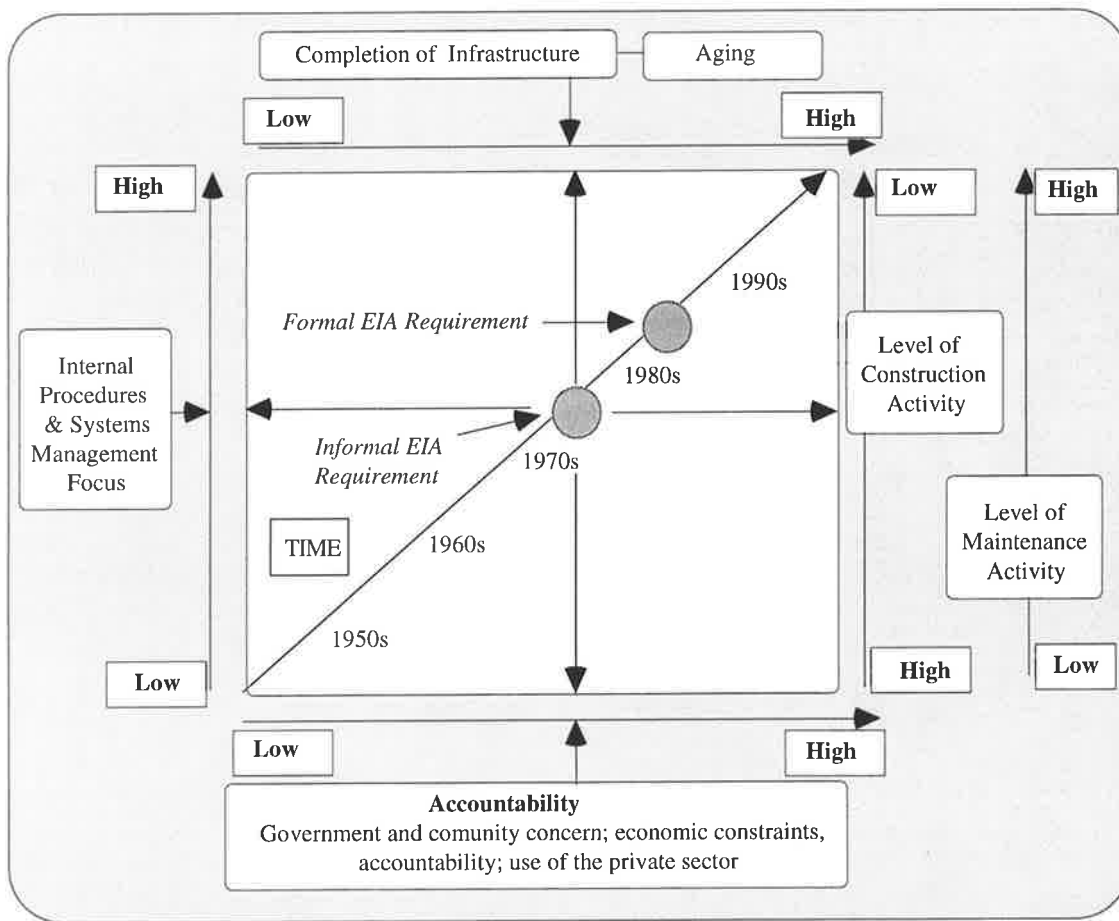 Completion of Infrastructure
Aging
Low
High
High
Low
High
1990s
Formal EIA Requirement
Internal
Procedures
& Systems
Management
Focus
Level of
Construction
Activity
1980s
Informal EIA
Requirement
1970s
Level of
Maintenance
Activity
TIME
1960s
1950s
Low
High
Low
Low
High
Accountability
Government and comunity concern; economic constraints,
accountability; use of the private sector